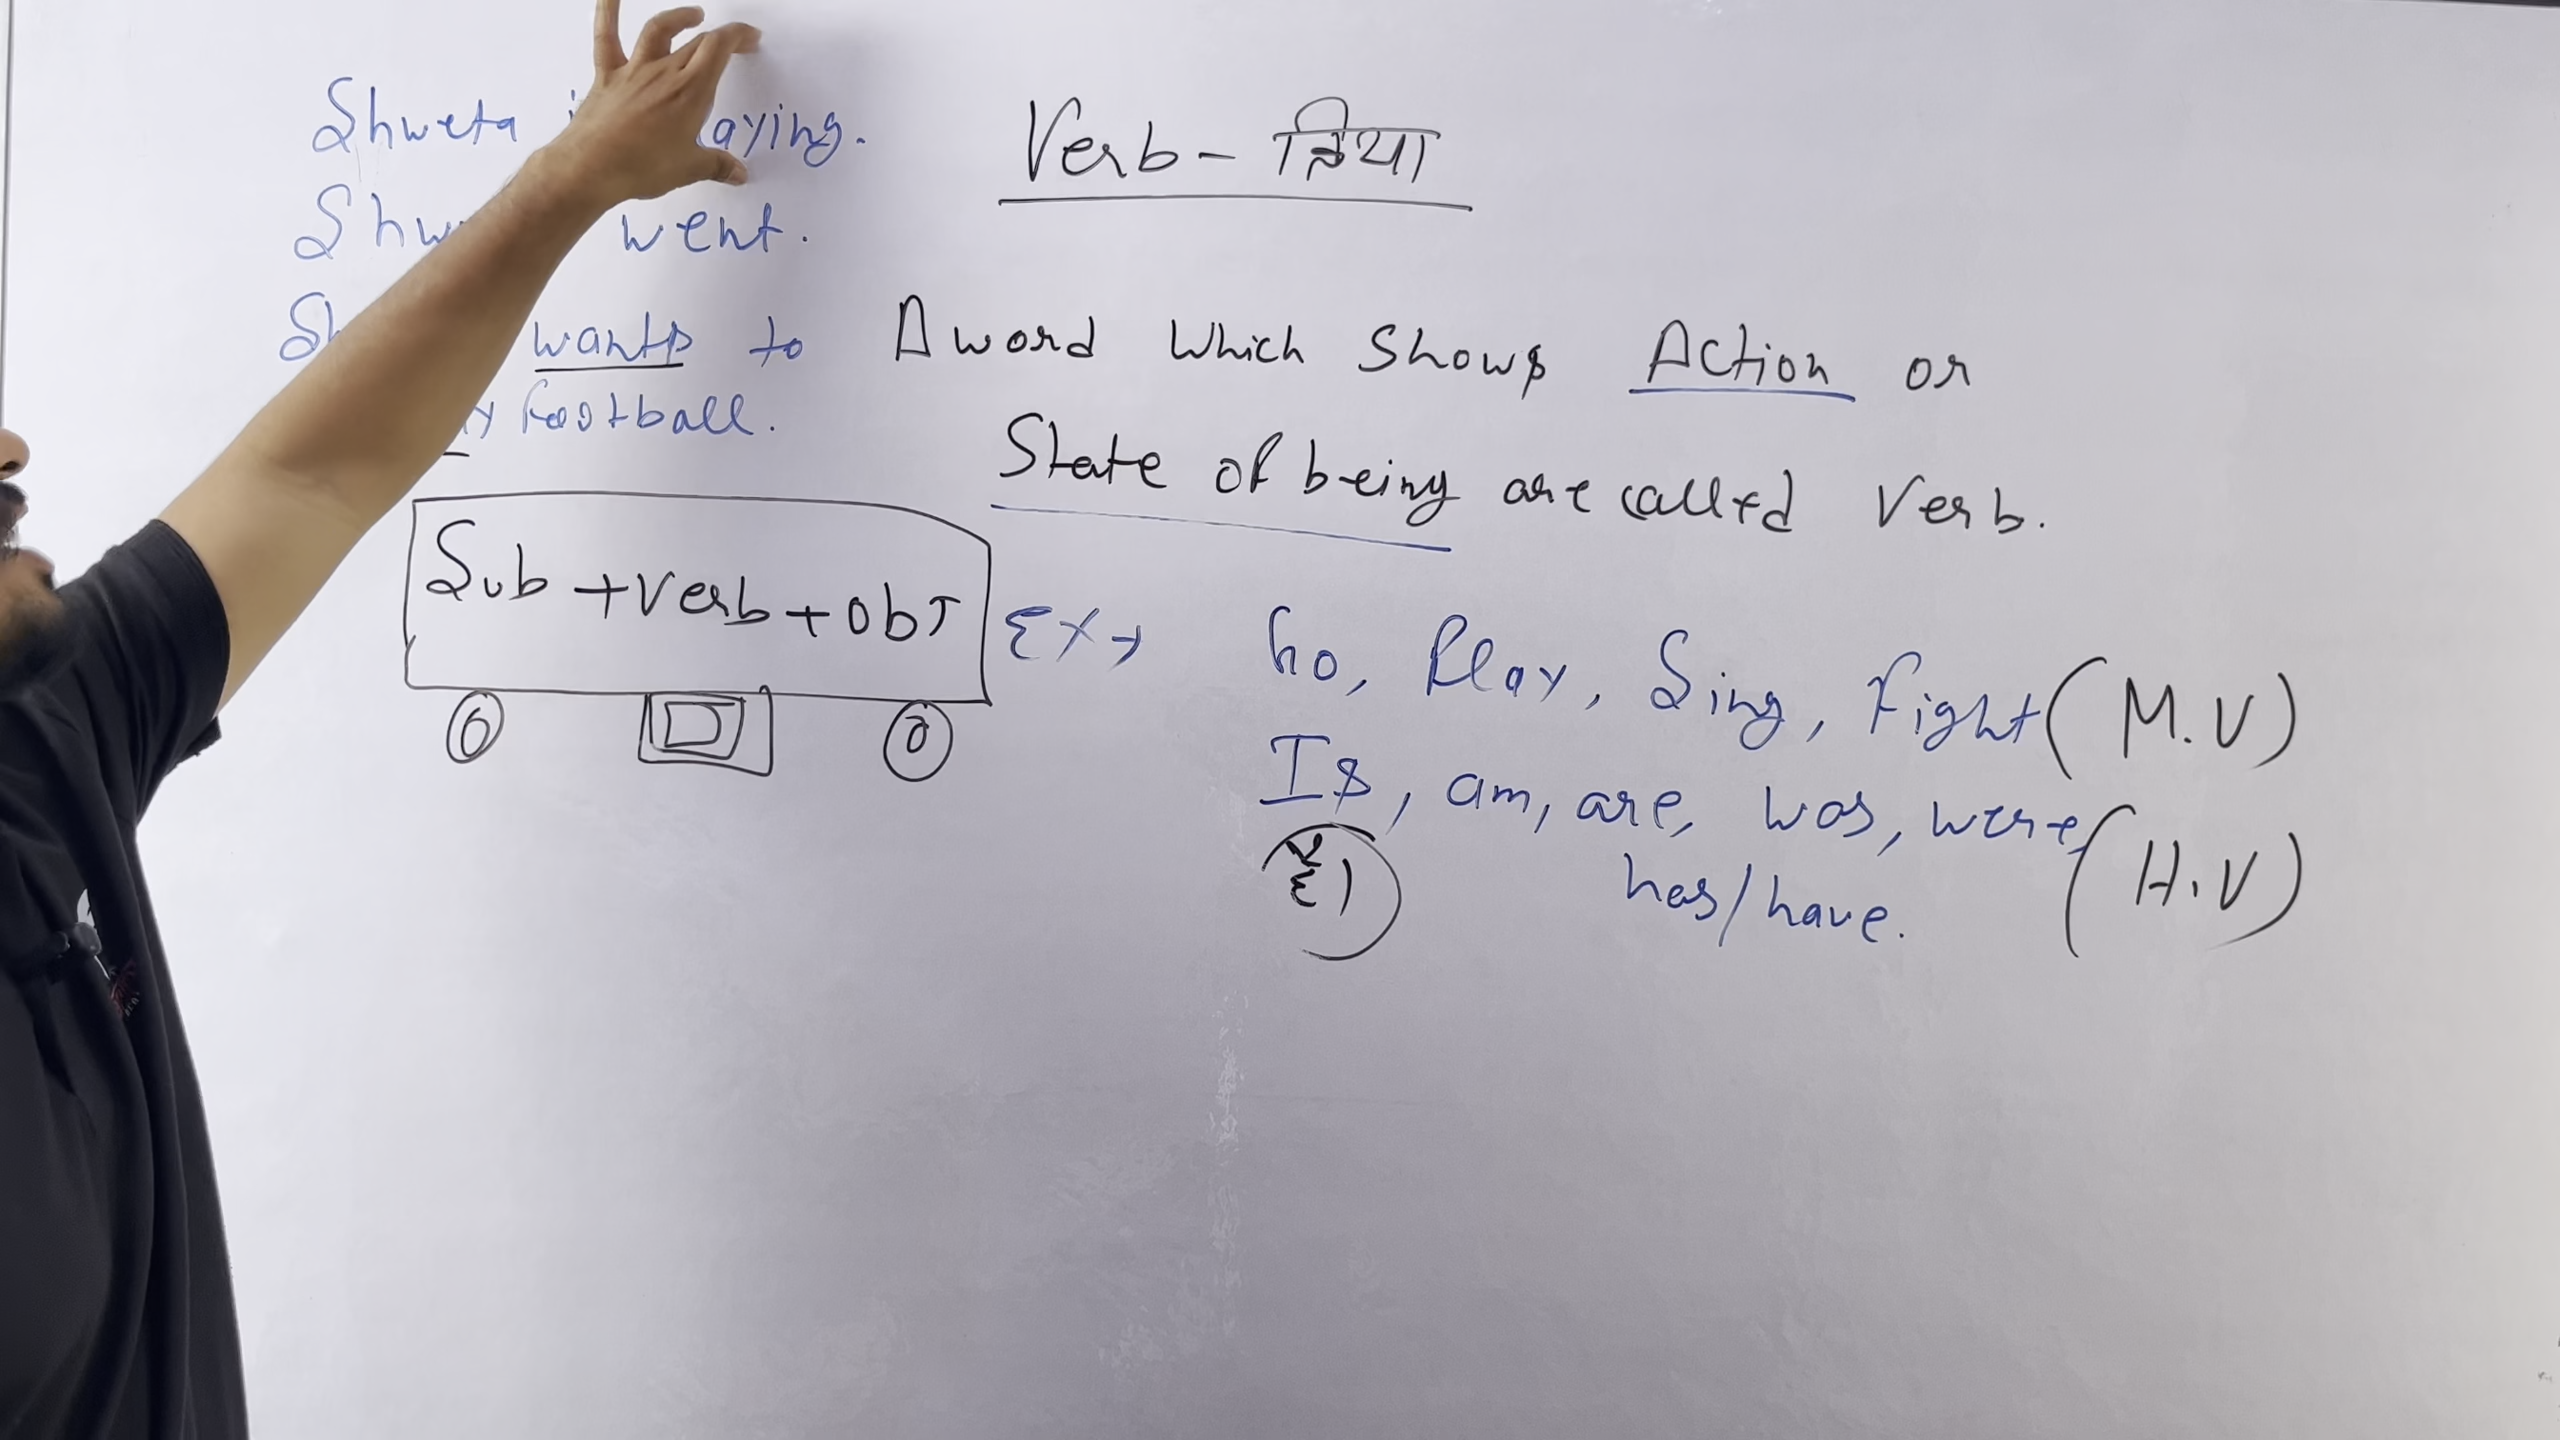 Shweta aying.
went.
wants to
football.
Verb - क्रिया
A word which shows Action or
State of being are called Verb.
Sub + Verb + obj
Ex →
Go, Play, Sing, Fight (M.V)
Is, am, are, was, were, (H.V)
has/have.